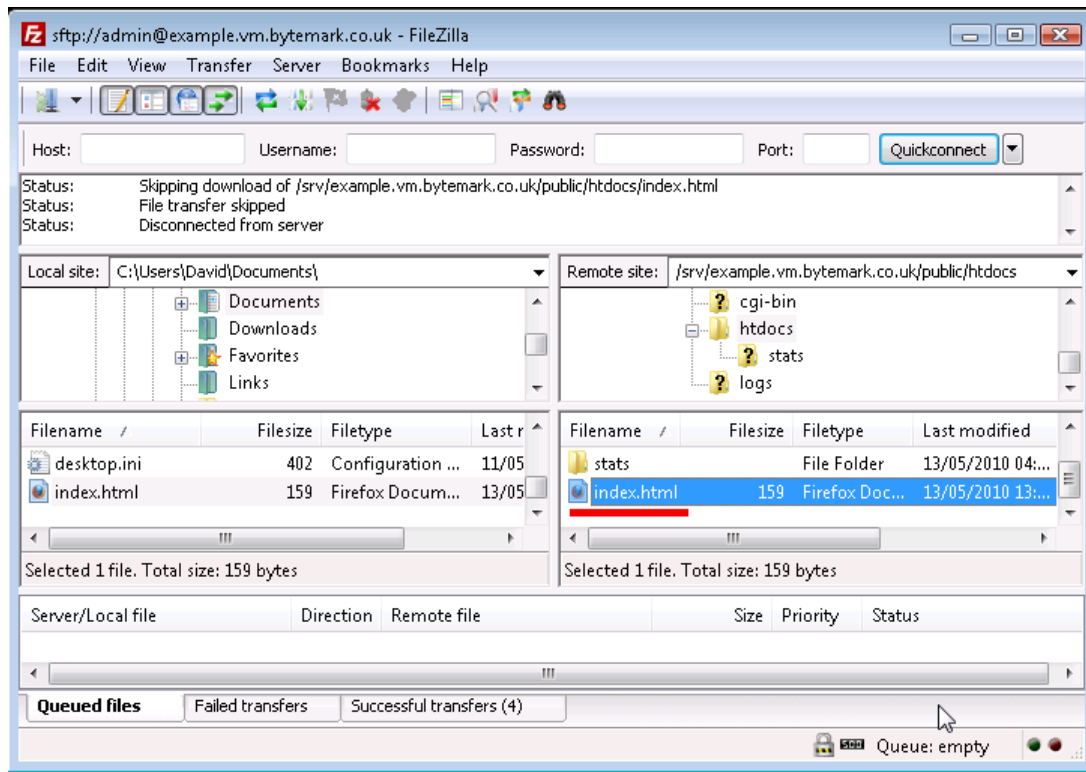 sftp://admin@example.vm.bytemark.co.uk - FileZilla
File Edit View Transfer Server Bookmarks Help
Host: Username: Password: Port: Quickconnect
Status: Skipping download of /srv/example.vm.bytemark.co.uk/public/htdocs/index.html
Status: File transfer skipped
Status: Disconnected from server
Local site: C:\Users\David\Documents\
Documents
Downloads
Favorites
Links
Remote site: /srv/example.vm.bytemark.co.uk/public/htdocs
cgi-bin
htdocs
stats
logs
Filename Filesize Filetype Last r
desktop.ini 402 Configuration ... 11/05
index.html 159 Firefox Docum... 13/05
Selected 1 file. Total size: 159 bytes
Filename Filesize Filetype Last modified
stats File Folder 13/05/2010 04:...
index.html 159 Firefox Doc... 13/05/2010 13:...
Selected 1 file. Total size: 159 bytes
Server/Local file Direction Remote file Size Priority Status
Queued files Failed transfers Successful transfers (4)
Queue: empty